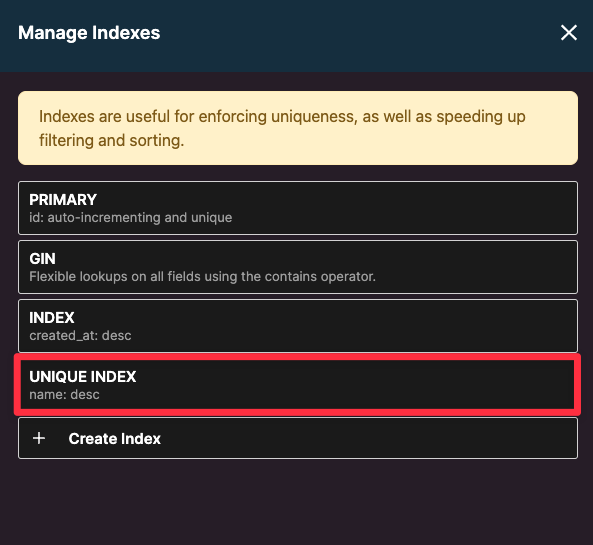 Manage Indexes
Indexes are useful for enforcing uniqueness, as well as speeding up
filtering and sorting.
PRIMARY
id: auto-incrementing and unique
GIN
Flexible lookups on all fields using the contains operator.
INDEX
created_at: desc
UNIQUE INDEX
name: desc
Create Index